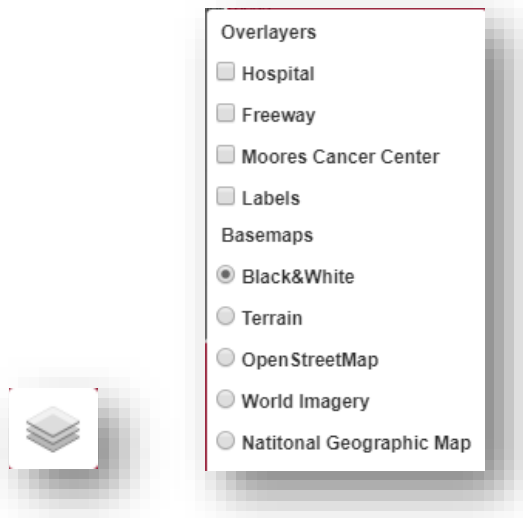 Overlayers
Hospital
Freeway
Moores Cancer Center
Labels
Basemaps
Black&White
Terrain
OpenStreetMap
World Imagery
Natitonal Geographic Map